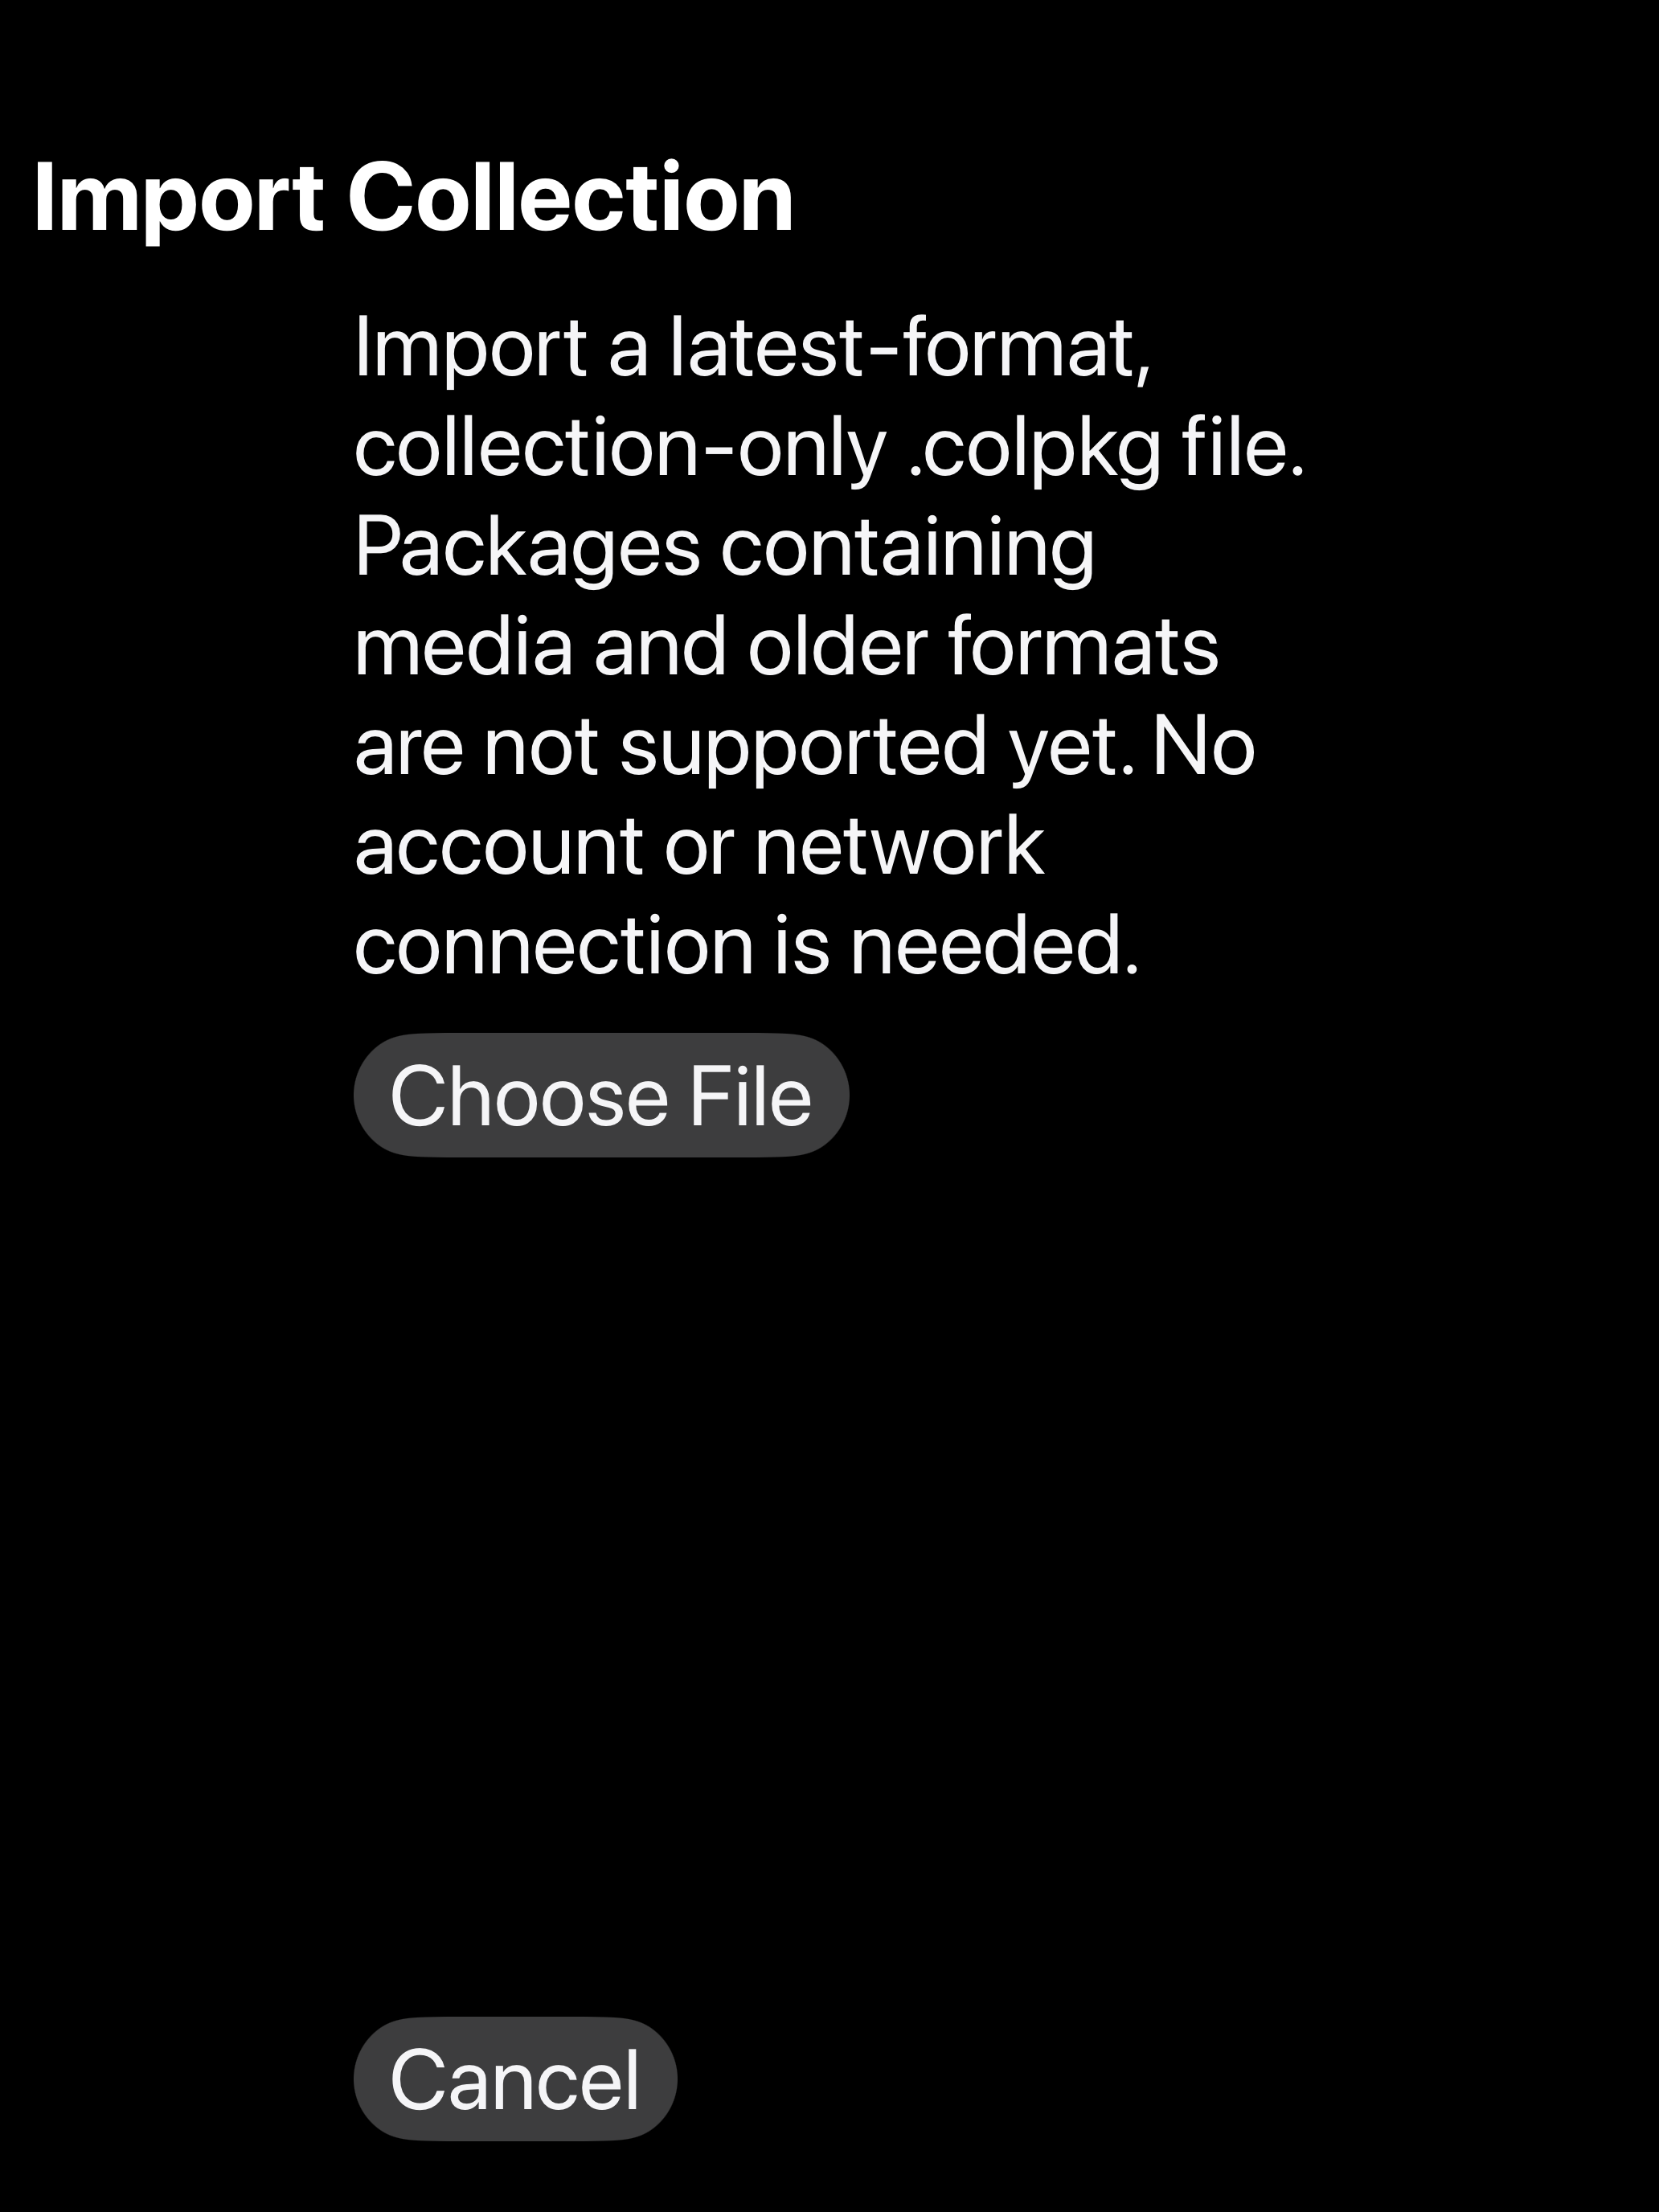 Import Collection
Import a latest-format,
collection-only .colpkg file.
Packages containing
media and older formats
are not supported yet. No
account or network
connection is needed.
Choose File
Cancel